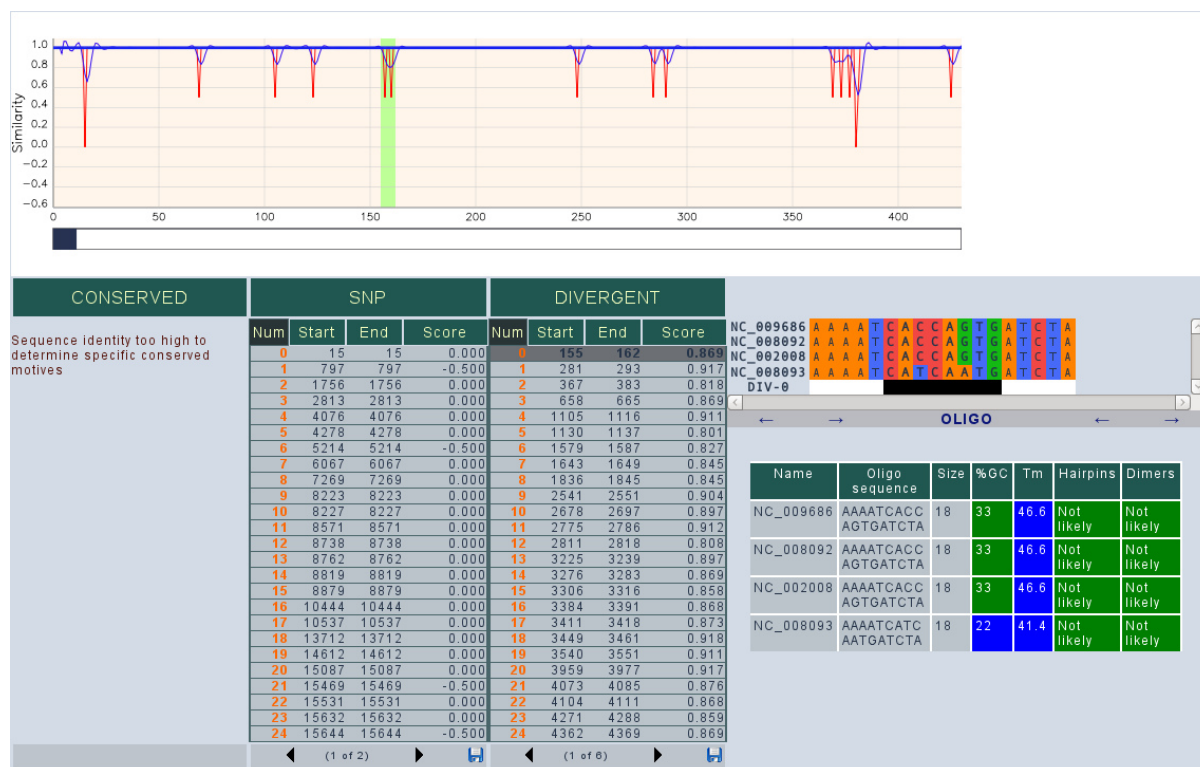 1.0
0.8
0.6
0.4
0.2
0.0
−0.2
−0.4
−0.6
Similarity
0 50 100 150 200 250 300 350 400
CONSERVED SNP DIVERGENT
Sequence identity too high to
determine specific conserved
motives
Num Start End Score Num Start End Score
0 15 15 0.000 0 155 162 0.869
1 797 797 -0.500 1 281 293 0.917
2 1756 1756 0.000 2 367 383 0.818
3 2813 2813 0.000 3 658 665 0.869
4 4076 4076 0.000 4 1105 1116 0.911
5 4278 4278 0.000 5 1130 1137 0.801
6 5214 5214 -0.500 6 1579 1587 0.827
7 6067 6067 0.000 7 1643 1649 0.845
8 7269 7269 0.000 8 1836 1845 0.845
9 8223 8223 0.000 9 2541 2551 0.904
10 8227 8227 0.000 10 2678 2697 0.897
11 8571 8571 0.000 11 2775 2786 0.912
12 8738 8738 0.000 12 2811 2818 0.808
13 8762 8762 0.000 13 3225 3239 0.897
14 8819 8819 0.000 14 3276 3283 0.869
15 8879 8879 0.000 15 3306 3316 0.858
16 10444 10444 0.000 16 3384 3391 0.868
17 10537 10537 0.000 17 3411 3418 0.873
18 13712 13712 0.000 18 3449 3461 0.918
19 14612 14612 0.000 19 3540 3551 0.911
20 15087 15087 0.000 20 3959 3977 0.917
21 15469 15469 -0.500 21 4073 4085 0.876
22 15531 15531 0.000 22 4104 4111 0.868
23 15632 15632 0.000 23 4271 4288 0.859
24 15644 15644 -0.500 24 4362 4369 0.869
(1 of 2) (1 of 6)
NC_009686 A A A A T C A C C A G T G A T C T A
NC_008092 A A A A T C A C C A G T G A T C T A
NC_002008 A A A A T C A C C A G T G A T C T A
NC_008093 A A A A T C A T C A A T G A T C T A
DIV-0
← → OLIGO ← →
Name Oligo sequence Size %GC Tm Hairpins Dimers
NC_009686 AAAATCACC 18 33 46.6 Not Not
AGTGATCTA likely likely
NC_008092 AAAATCACC 18 33 46.6 Not Not
AGTGATCTA likely likely
NC_002008 AAAATCACC 18 33 46.6 Not Not
AGTGATCTA likely likely
NC_008093 AAAATCATC 18 22 41.4 Not Not
AATGATCTA likely likely